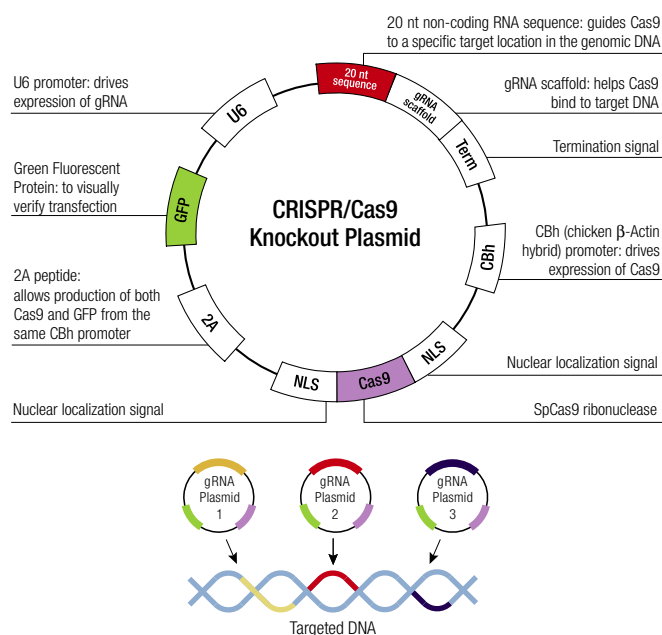 20 nt non-coding RNA sequence: guides Cas9
to a specific target location in the genomic DNA
U6 promoter: drives
expression of gRNA
20 nt
sequence
gRNA
scaffold
gRNA scaffold: helps Cas9
bind to target DNA
U6
Term
Termination signal
Green Fluorescent
Protein: to visually
verify transfection
GFP
CRISPR/Cas9
Knockout Plasmid
CBh
CBh (chicken β-Actin
hybrid) promoter: drives
expression of Cas9
2A peptide:
allows production of both
Cas9 and GFP from the
same CBh promoter
2A
NLS
Cas9
NLS
Nuclear localization signal
Nuclear localization signal
SpCas9 ribonuclease
gRNA
Plasmid
1
gRNA
Plasmid
2
gRNA
Plasmid
3
Targeted DNA